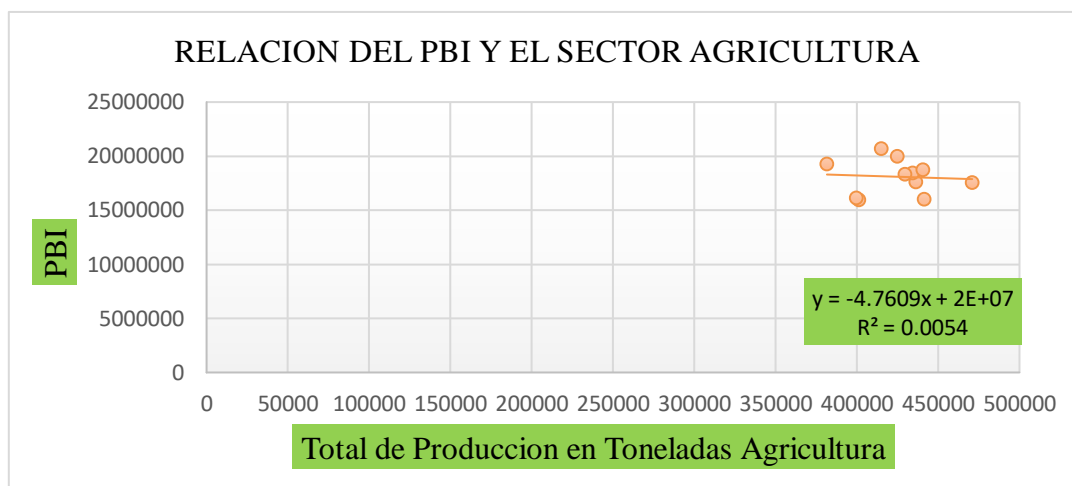 RELACION DEL PBI Y EL SECTOR AGRICULTURA
25000000
20000000
15000000
10000000
5000000
0
PBI
y = -4.7609x + 2E+07
R² = 0.0054
0 50000 100000 150000 200000 250000 300000 350000 400000 450000 500000
Total de Produccion en Toneladas Agricultura